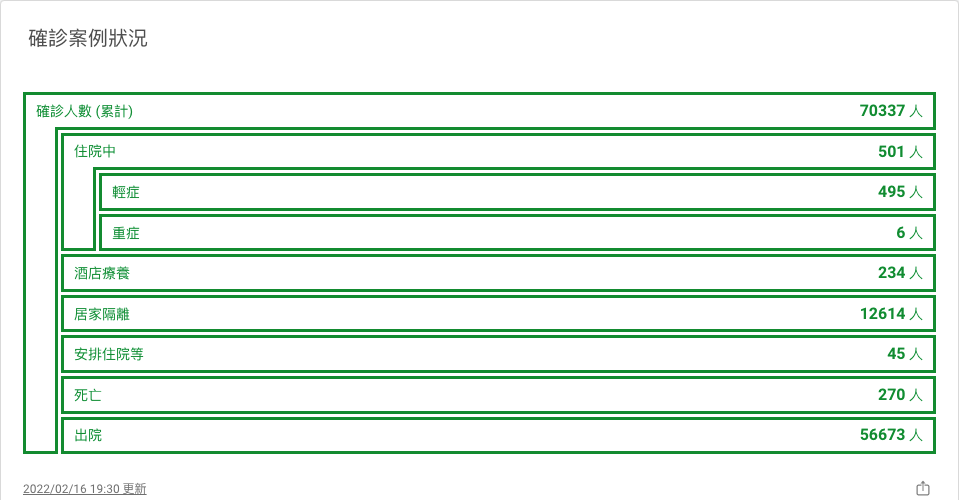 確診案例狀況
確診人數 (累計) 70337 人
住院中 501 人
輕症 495 人
重症 6 人
酒店療養 234 人
居家隔離 12614 人
安排住院等 45 人
死亡 270 人
出院 56673 人
2022/02/16 19:30 更新